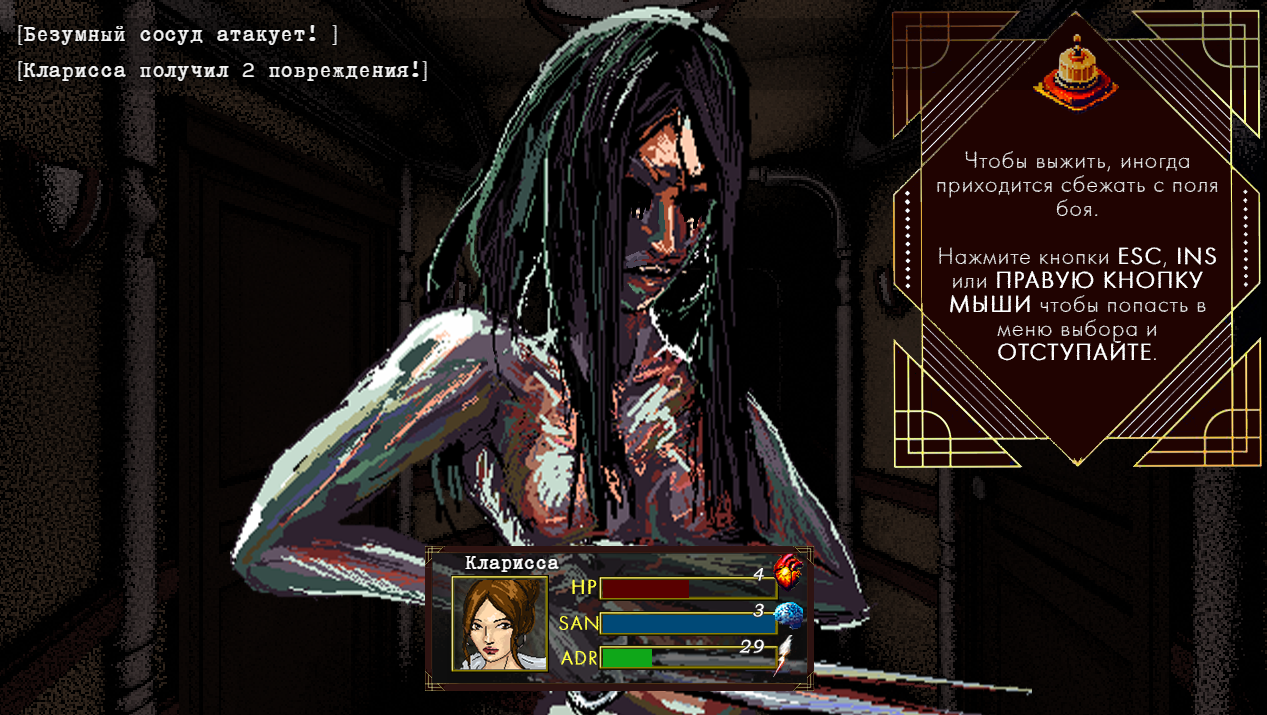 [Безумный сосуд атакует! ]
[Кларисса получил 2 повреждения!]
Чтобы выжить, иногда
приходится сбежать с поля
боя.
Нажмите кнопки ESC, INS
или ПРАВУЮ КНОПКУ
МЫШИ чтобы попасть в
меню выбора и
ОТСТУПАЙТЕ.
Кларисса
HP 4
SAN 3
ADR 29